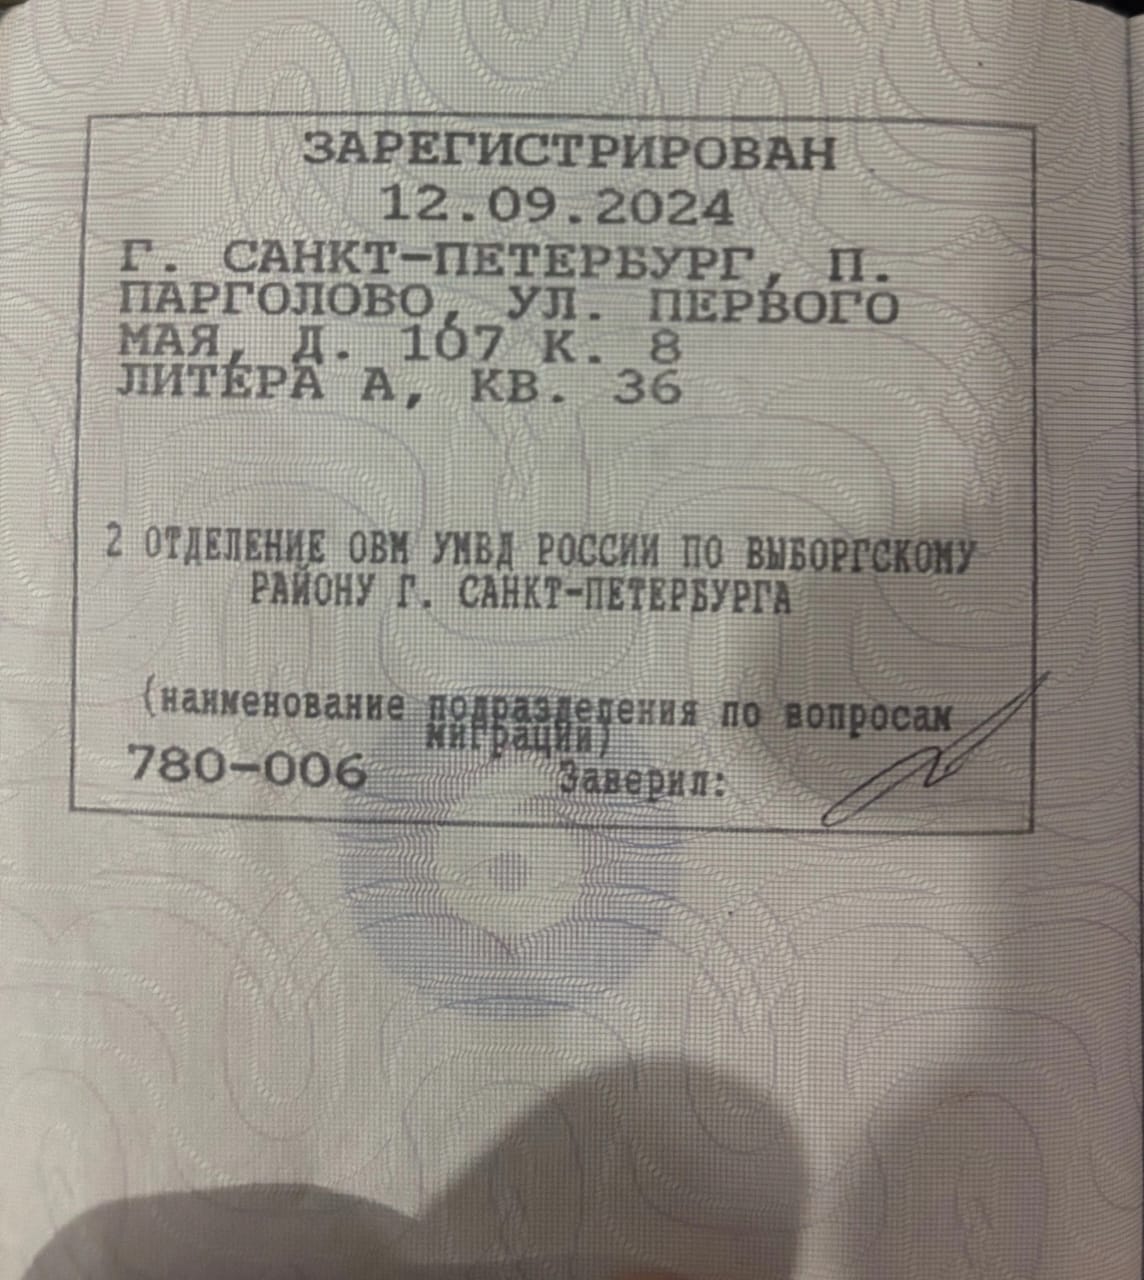 ЗАРЕГИСТРИРОВАН
12.09.2024
Г. САНКТ-ПЕТЕРБУРГ, П.
ПАРГОЛОВО, УЛ. ПЕРВОГО
МАЯ, Д. 107 К. 8
ЛИТЕРА А, КВ. 36
2 ОТДЕЛЕНИЕ ОВМ УМВД РОССИИ ПО ВЫБОРГСКОМУ
РАЙОНУ Г. САНКТ-ПЕТЕРБУРГА
(наименование подразделения по вопросам
миграции)
780-006 Заверил: